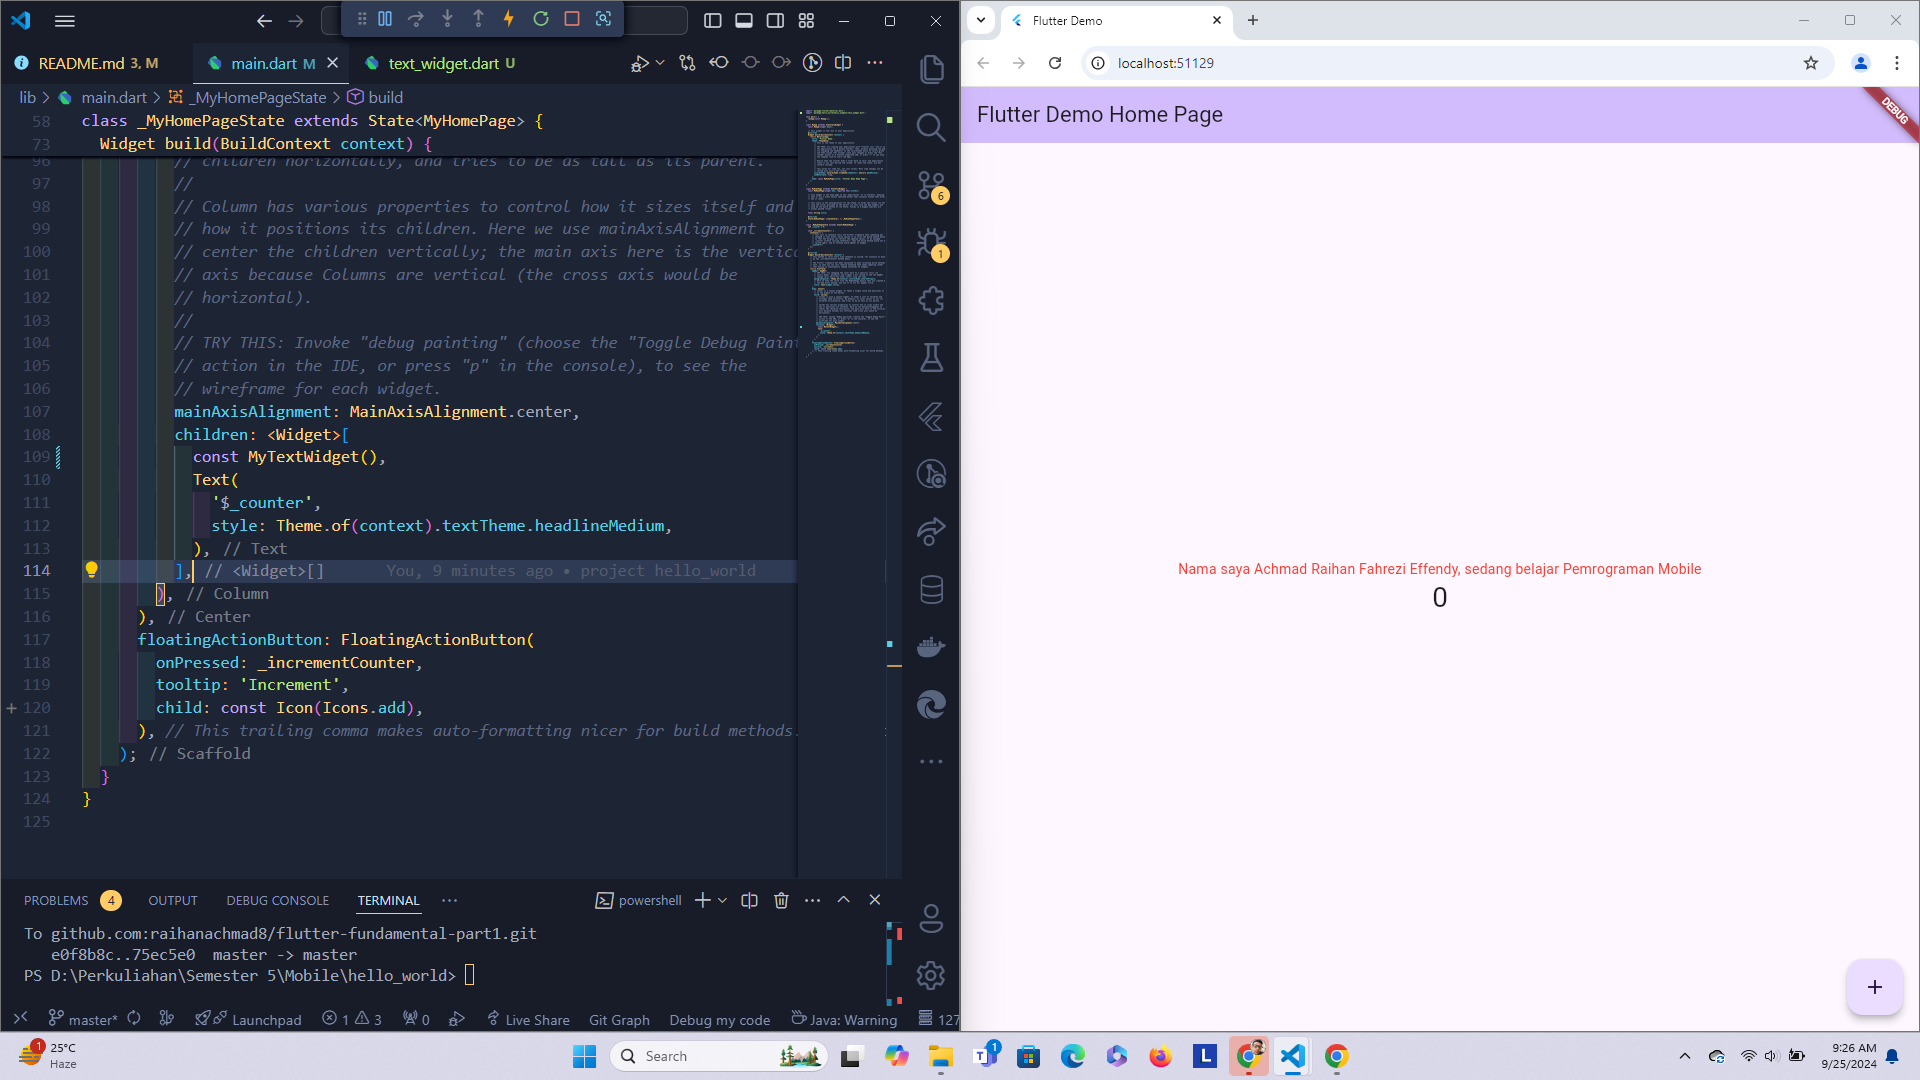 README.md 3, M
main.dart M
text_widget.dart U
lib > main.dart > _MyHomePageState > build
58 class _MyHomePageState extends State<MyHomePage> {
73 Widget build(BuildContext context) {
96 // children horizontally, and tries to be as tall as its parent.
97 //
98 // Column has various properties to control how it sizes itself and
99 // how it positions its children. Here we use mainAxisAlignment to
100 // center the children vertically; the main axis here is the vertic
101 // axis because Columns are vertical (the cross axis would be
102 // horizontal).
103 //
104 // TRY THIS: Invoke "debug painting" (choose the "Toggle Debug Pain
105 // action in the IDE, or press "p" in the console), to see the
106 // wireframe for each widget.
107 mainAxisAlignment: MainAxisAlignment.center,
108 children: <Widget>[
109 const MyTextWidget(),
110 Text(
111 '$_counter',
112 style: Theme.of(context).textTheme.headlineMedium,
113 ), // Text
114 ], // <Widget>[] You, 9 minutes ago • project hello_world
115 ), // Column
116 ), // Center
117 floatingActionButton: FloatingActionButton(
118 onPressed: _incrementCounter,
119 tooltip: 'Increment',
120 child: const Icon(Icons.add),
121 ), // This trailing comma makes auto-formatting nicer for build methods.
122 ); // Scaffold
123 }
124 }
125
6
1
PROBLEMS 4 OUTPUT DEBUG CONSOLE TERMINAL
powershell
To github.com:raihanachmad8/flutter-fundamental-part1.git
e0f8b8c..75ec5e0 master -> master
PS D:\Perkuliahan\Semester 5\Mobile\hello_world>
master* Launchpad 1 3 0 Live Share Git Graph Debug my code Java: Warning 127
Flutter Demo
localhost:51129
Flutter Demo Home Page
DEBUG
Nama saya Achmad Raihan Fahrezi Effendy, sedang belajar Pemrograman Mobile
0
+
1
25°C
Haze
Search
1
L
9:26 AM
9/25/2024